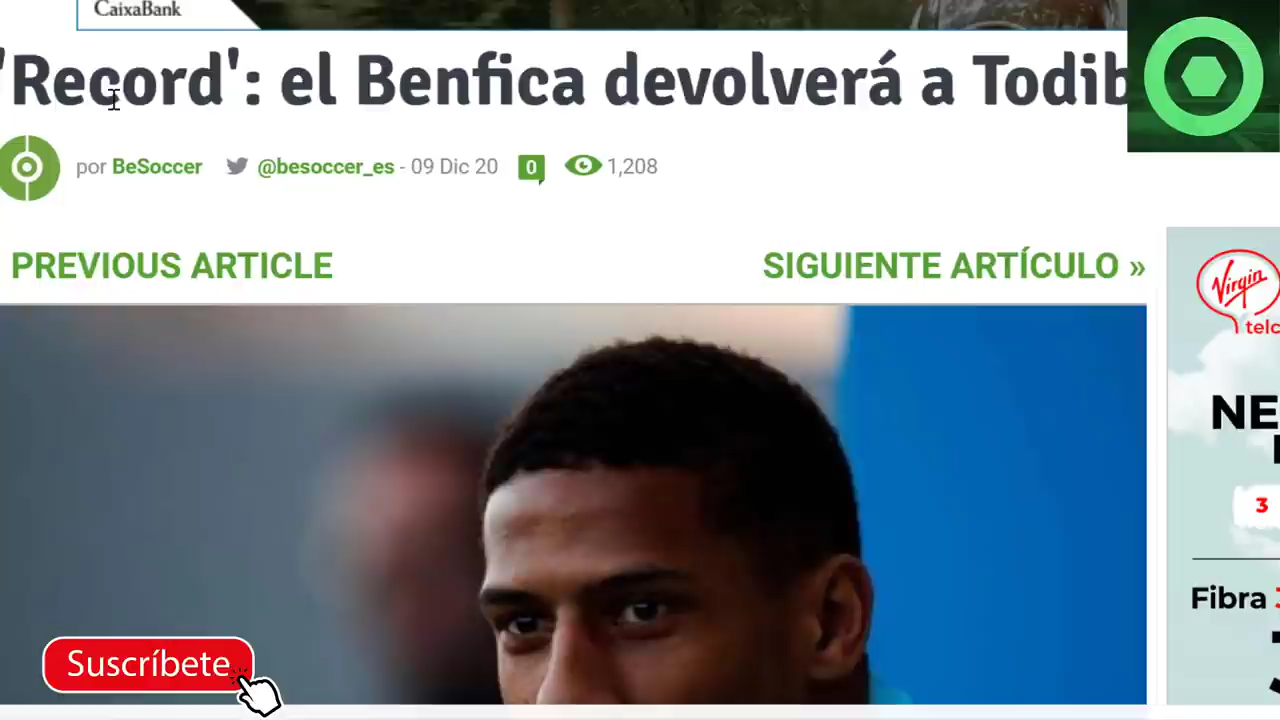 CaixaBank
'Record': el Benfica devolverá a Todib
por BeSoccer @besoccer_es - 09 Dic 20 0 1,208
PREVIOUS ARTICLE
SIGUIENTE ARTÍCULO »
Virgin
telc
NE
3
Fibra
Suscríbete